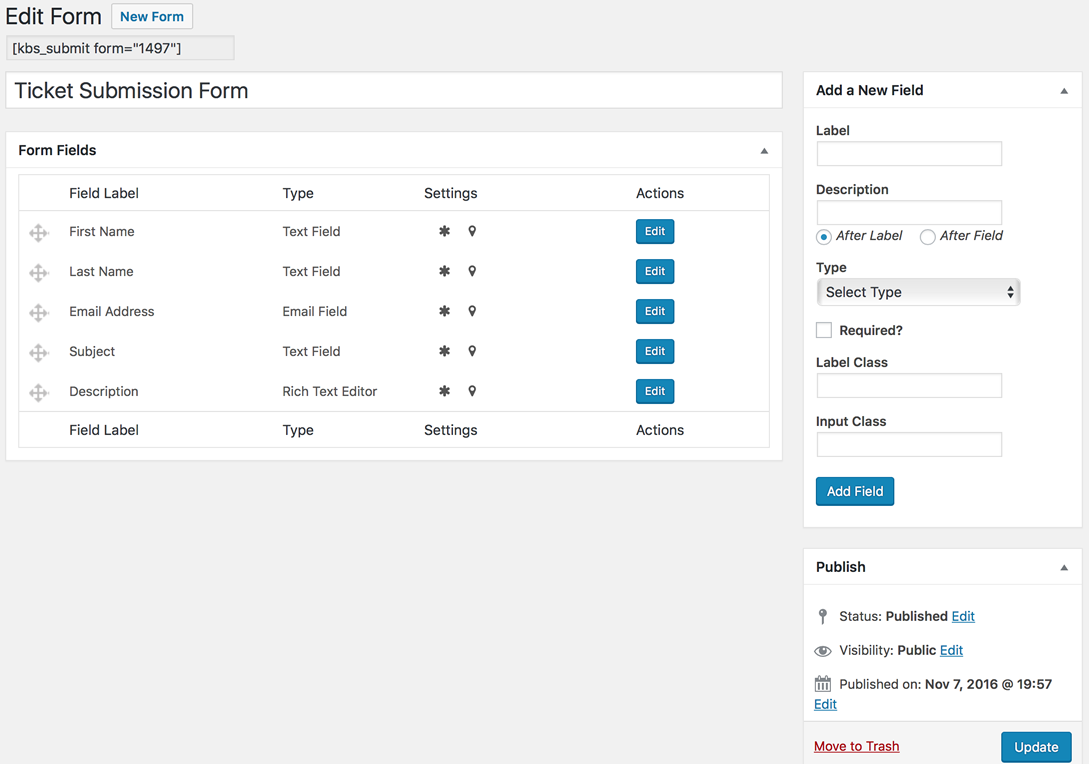 Edit Form New Form
[kbs_submit form="1497"]
Ticket Submission Form
Form Fields
Field Label Type Settings Actions
First Name Text Field Edit
Last Name Text Field Edit
Email Address Email Field Edit
Subject Text Field Edit
Description Rich Text Editor Edit
Field Label Type Settings Actions
Add a New Field
Label
Description
After Label After Field
Type
Select Type
Required?
Label Class
Input Class
Add Field
Publish
Status: Published Edit
Visibility: Public Edit
Published on: Nov 7, 2016 @ 19:57
Edit
Move to Trash Update